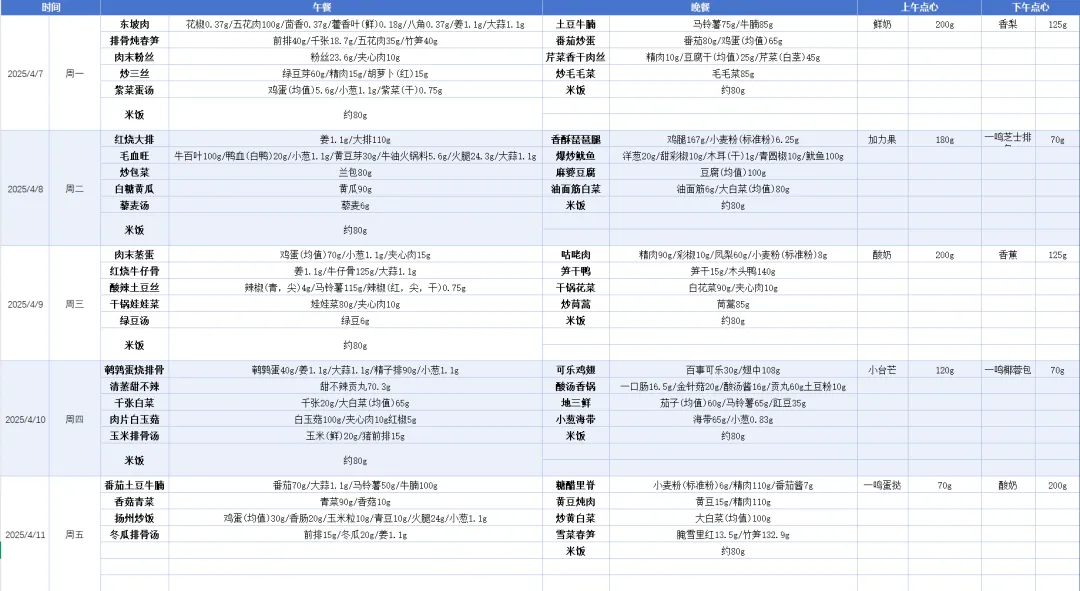 时间 午餐 晚餐 上午点心 下午点心
东坡肉 花椒0.37g/五花肉100g/茴香0.37g/藿香叶(鲜)0.18g/八角0.37g/姜1.1g/大蒜1.1g 土豆牛腩 马铃薯75g/牛腩85g 鲜奶 200g 香梨 125g
排骨炖春笋 前排40g/千张18.7g/五花肉35g/竹笋40g 番茄炒蛋 番茄80g/鸡蛋(均值)65g
肉末粉丝 粉丝23.6g/夹心肉10g 芹菜香干肉丝 精肉10g/豆腐干(均值)25g/芹菜(白茎)45g
2025/4/7 周一 炒三丝 绿豆芽60g/精肉15g/胡萝卜(红)15g 炒毛毛菜 毛毛菜85g
紫菜蛋汤 鸡蛋(均值)5.6g/小葱1.1g/紫菜(干)0.75g 米饭 约80g
米饭 约80g
红烧大排 姜1.1g/大排110g 香酥琵琶腿 鸡腿167g/小麦粉(标准粉)6.25g 加力果 180g 一鸣芝士排 70g
毛血旺 牛百叶100g/鸭血(白鸭)20g/小葱1.1g/黄豆芽30g/牛油火锅料5.6g/火腿24.3g/大蒜1.1g 爆炒鱿鱼 洋葱20g/甜彩椒10g/木耳(干)1g/青圆椒10g/鱿鱼100g
炒包菜 兰包80g 麻婆豆腐 豆腐(均值)100g
2025/4/8 周二 白糖黄瓜 黄瓜90g 油面筋白菜 油面筋6g/大白菜(均值)80g
藜麦汤 藜麦6g 米饭 约80g
米饭 约80g
肉末蒸蛋 鸡蛋(均值)70g/小葱1.1g/夹心肉15g 咕咾肉 精肉90g/彩椒10g/凤梨60g/小麦粉(标准粉)8g 酸奶 200g 香蕉 125g
红烧牛仔骨 姜1.1g/牛仔骨125g/大蒜1.1g 笋干鸭 笋干15g/木头鸭140g
酸辣土豆丝 辣椒(青，尖)4g/马铃薯115g/辣椒(红，尖，干)0.75g 干锅花菜 白花菜90g/夹心肉10g
2025/4/9 周三 干锅娃娃菜 娃娃菜80g/夹心肉10g 炒茼蒿 茼蒿85g
绿豆汤 绿豆6g 米饭 约80g
米饭 约80g
鹌鹑蛋烧排骨 鹌鹑蛋40g/姜1.1g/大蒜1.1g/精子排90g/小葱1.1g 可乐鸡翅 百事可乐30g/翅中108g 小台芒 120g 一鸣椰蓉包 70g
清蒸甜不辣 甜不辣贡丸70.3g 酸汤香锅 一口肠16.5g/金针菇20g/酸汤酱16g/贡丸60g土豆粉10g
千张白菜 千张20g/大白菜(均值)65g 地三鲜 茄子(均值)60g/马铃薯65g/豇豆35g
2025/4/10 周四 肉片白玉菇 白玉菇100g/夹心肉10g红椒5g 小葱海带 海带65g/小葱0.83g
玉米排骨汤 玉米(鲜)20g/猪前排15g 米饭 约80g
米饭 约80g
番茄土豆牛腩 番茄70g/大蒜1.1g/马铃薯50g/牛腩100g 糖醋里脊 小麦粉(标准粉)6g/精肉110g/番茄酱7g 一鸣蛋挞 70g 酸奶 200g
香菇青菜 青菜90g/香菇10g 黄豆炖肉 黄豆15g/精肉110g
扬州炒饭 鸡蛋(均值)30g/香肠20g/玉米粒10g/青豆10g/火腿24g/小葱1.1g 炒黄白菜 大白菜(均值)100g
2025/4/11 周五 冬瓜排骨汤 前排15g/冬瓜20g/姜1.1g 雪菜春笋 腌雪里红13.5g/竹笋132.9g
米饭 约80g